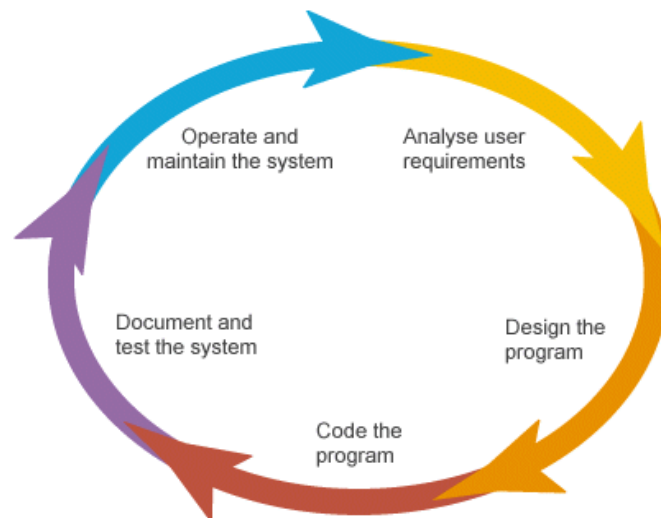 Operate and
maintain the system
Analyse user
requirements
Design the
program
Code the
program
Document and
test the system